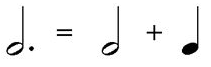 𝅗𝅥. = 𝅗𝅥 + 𝅘𝅥